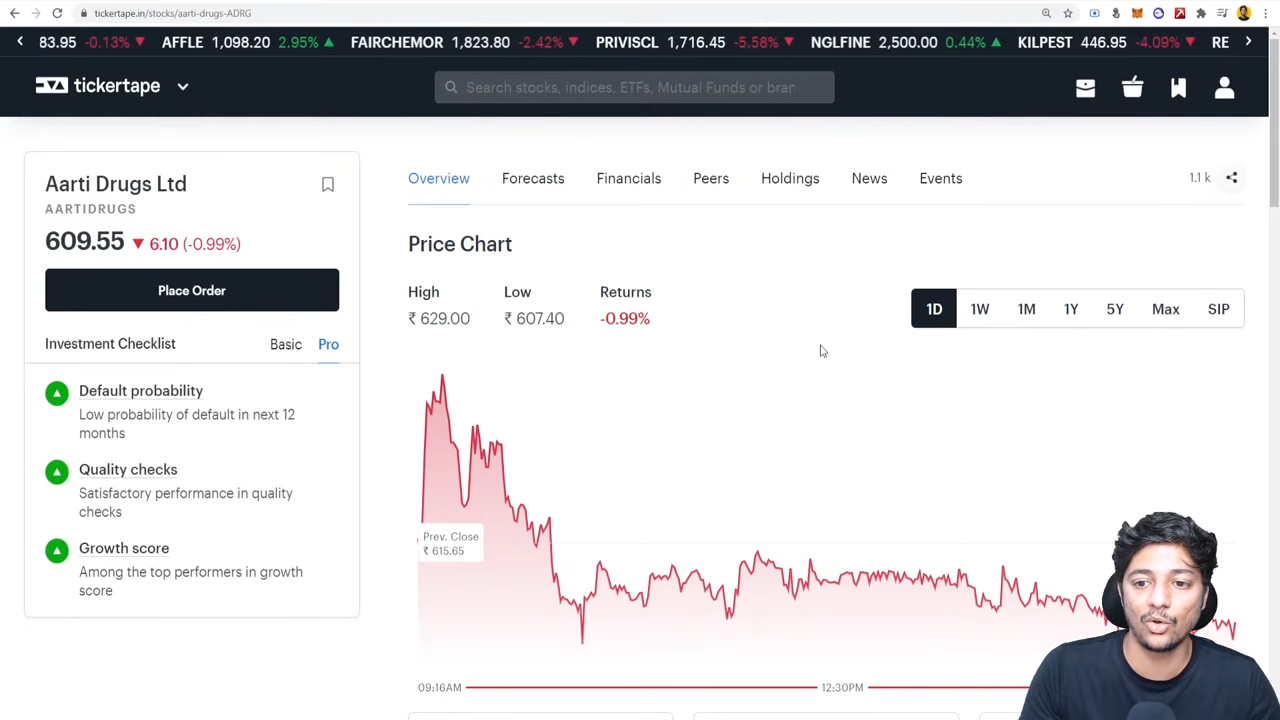 tickertape.in/stocks/aarti-drugs-ADRG
83.95 -0.13% AFFLE 1,098.20 2.95% FAIRCHEMOR 1,823.80 -2.42% PRIVISCL 1,716.45 -5.58% NGLFINE 2,500.00 0.44% KILPEST 446.95 -4.09% RE
tickertape
Search stocks, indices, ETFs, Mutual Funds or bran
Aarti Drugs Ltd
AARTIDRUGS
609.55 6.10 (-0.99%)
Place Order
Investment Checklist Basic Pro
Default probability
Low probability of default in next 12
months
Quality checks
Satisfactory performance in quality
checks
Growth score
Among the top performers in growth
score
Overview Forecasts Financials Peers Holdings News Events 1.1 k
Price Chart
High Low Returns
₹ 629.00 ₹ 607.40 -0.99%
1D 1W 1M 1Y 5Y Max SIP
Prev. Close
₹ 615.65
09:16AM 12:30PM